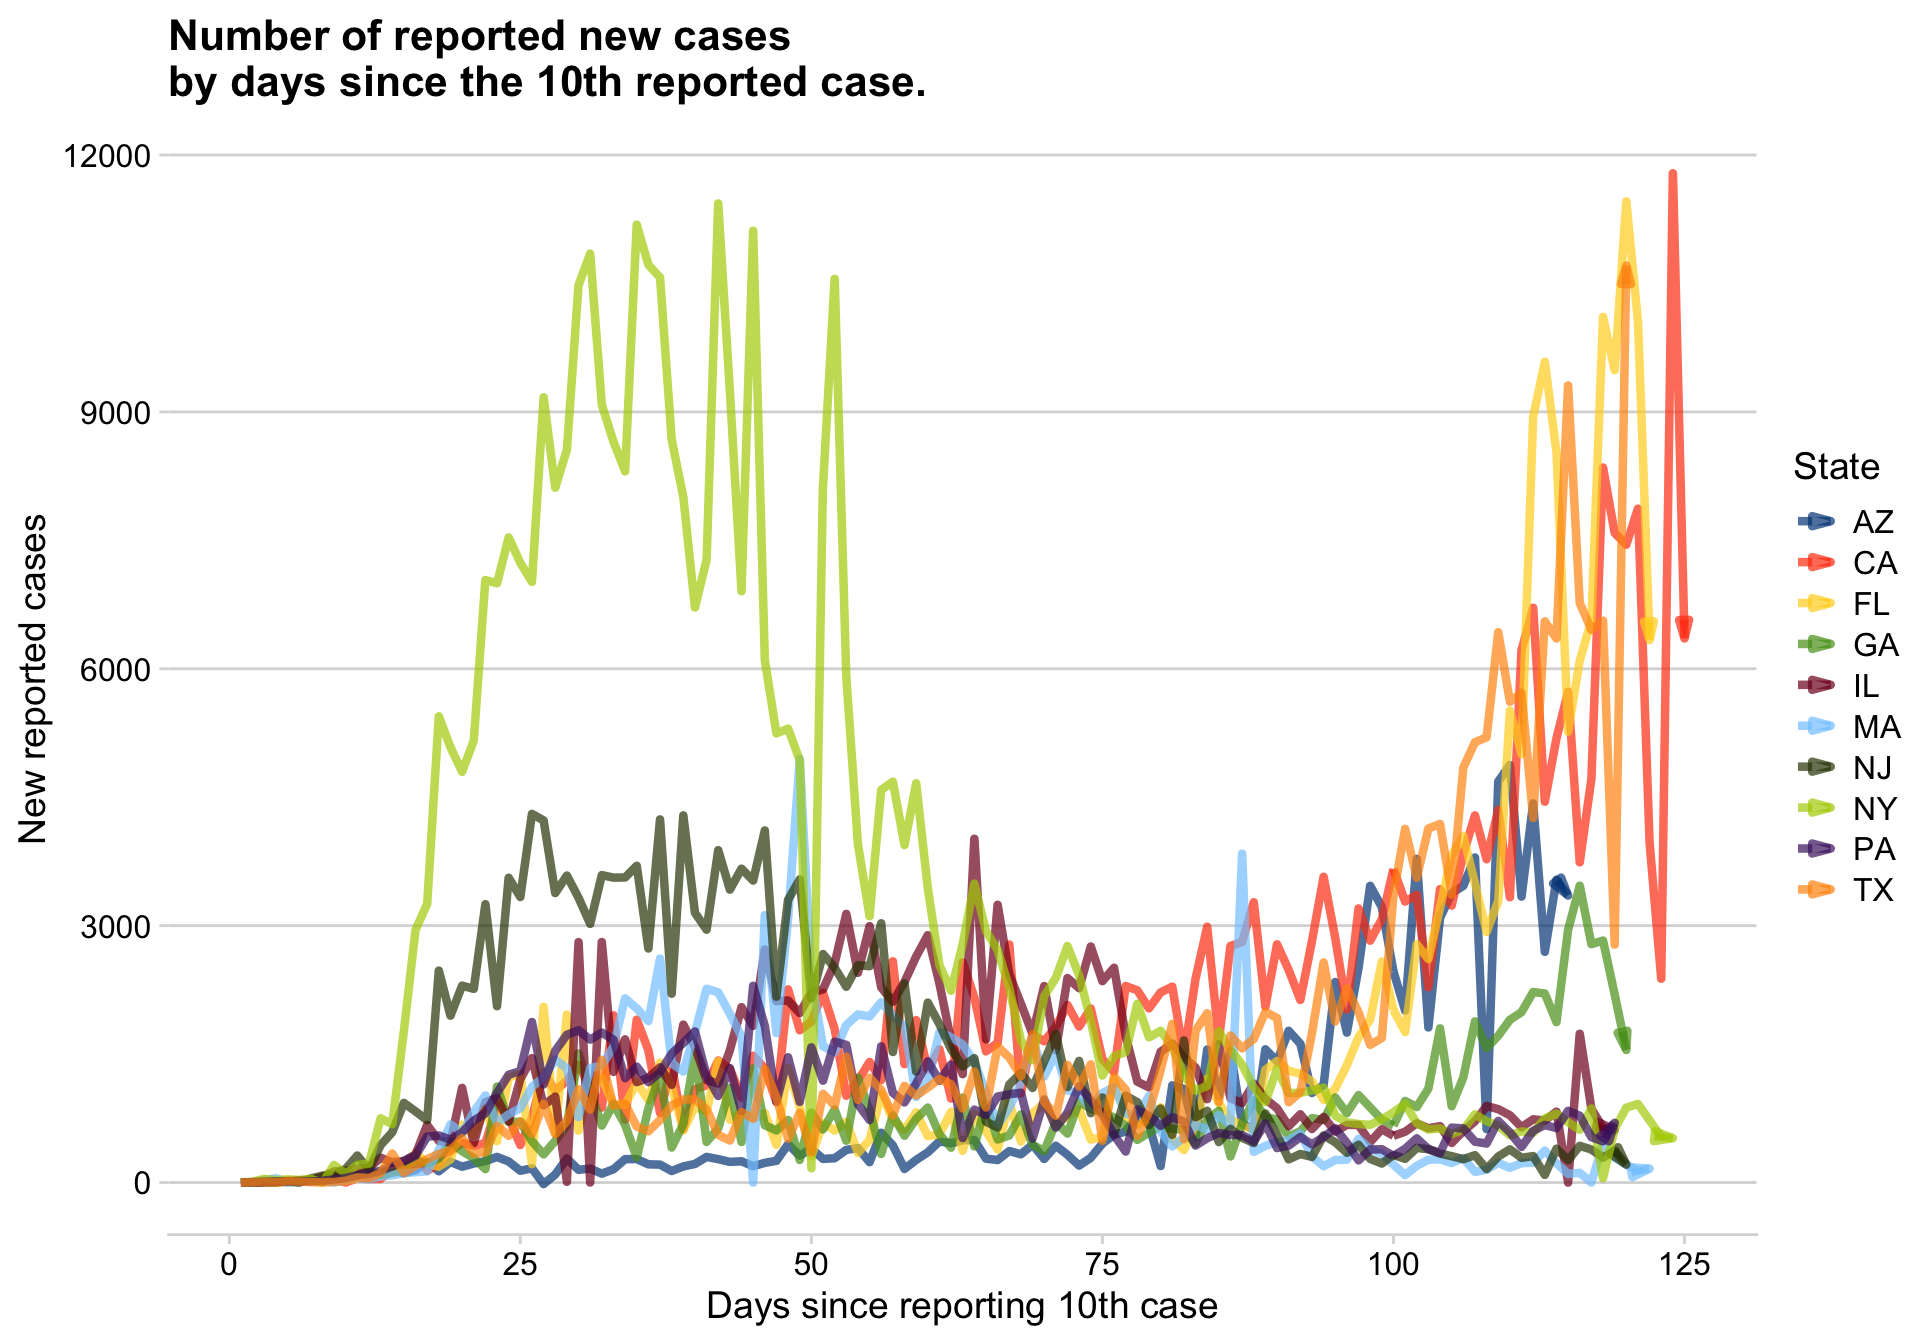 Number of reported new cases
by days since the 10th reported case.
12000
9000
6000
3000
0
New reported cases
0 25 50 75 100 125
Days since reporting 10th case
State
AZ
CA
FL
GA
IL
MA
NJ
NY
PA
TX